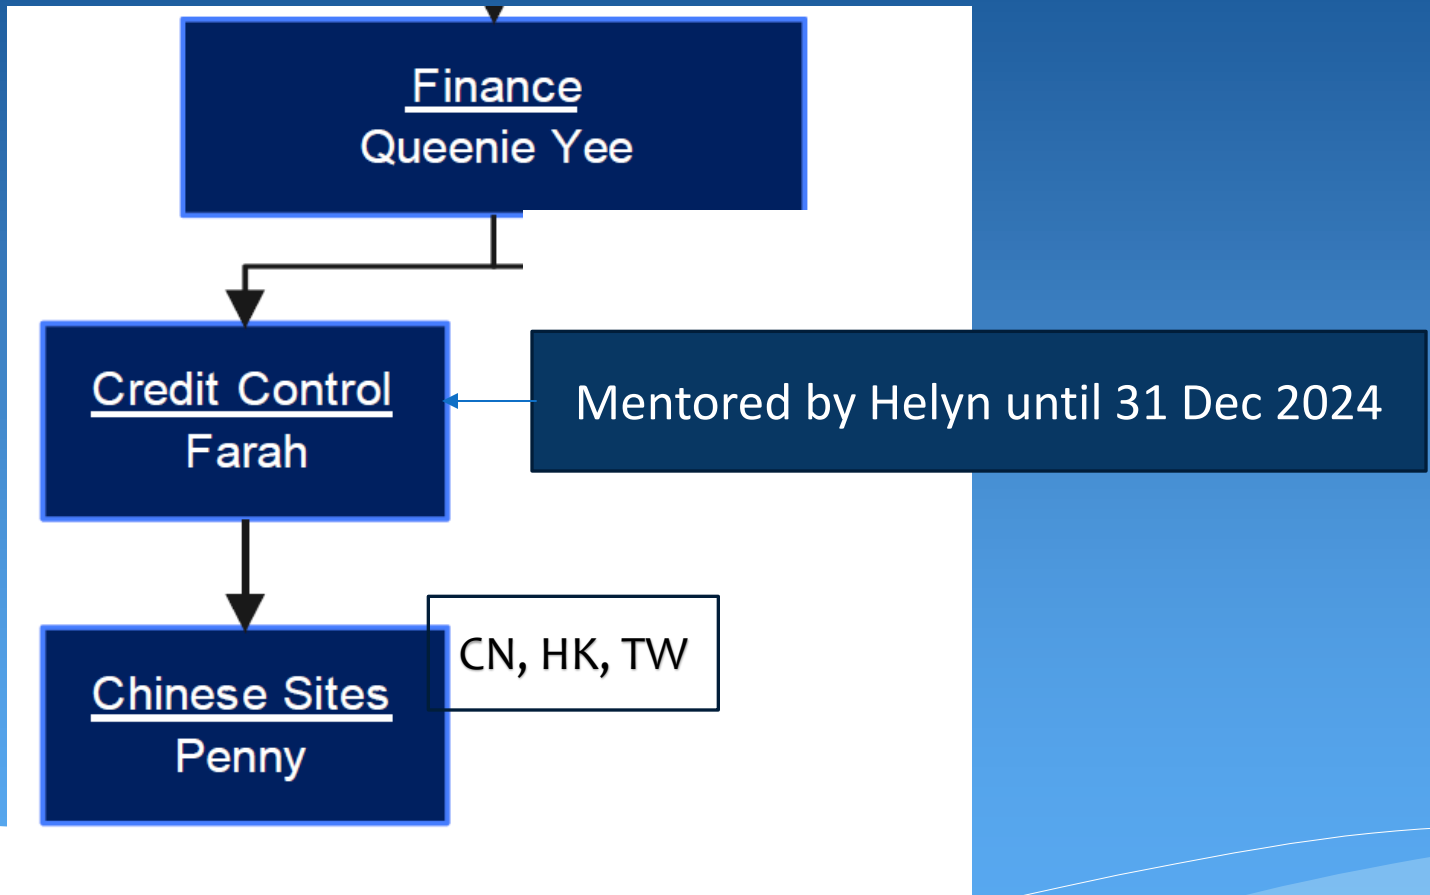 Finance
Queenie Yee
Credit Control
Farah
Mentored by Helyn until 31 Dec 2024
Chinese Sites
Penny
CN, HK, TW